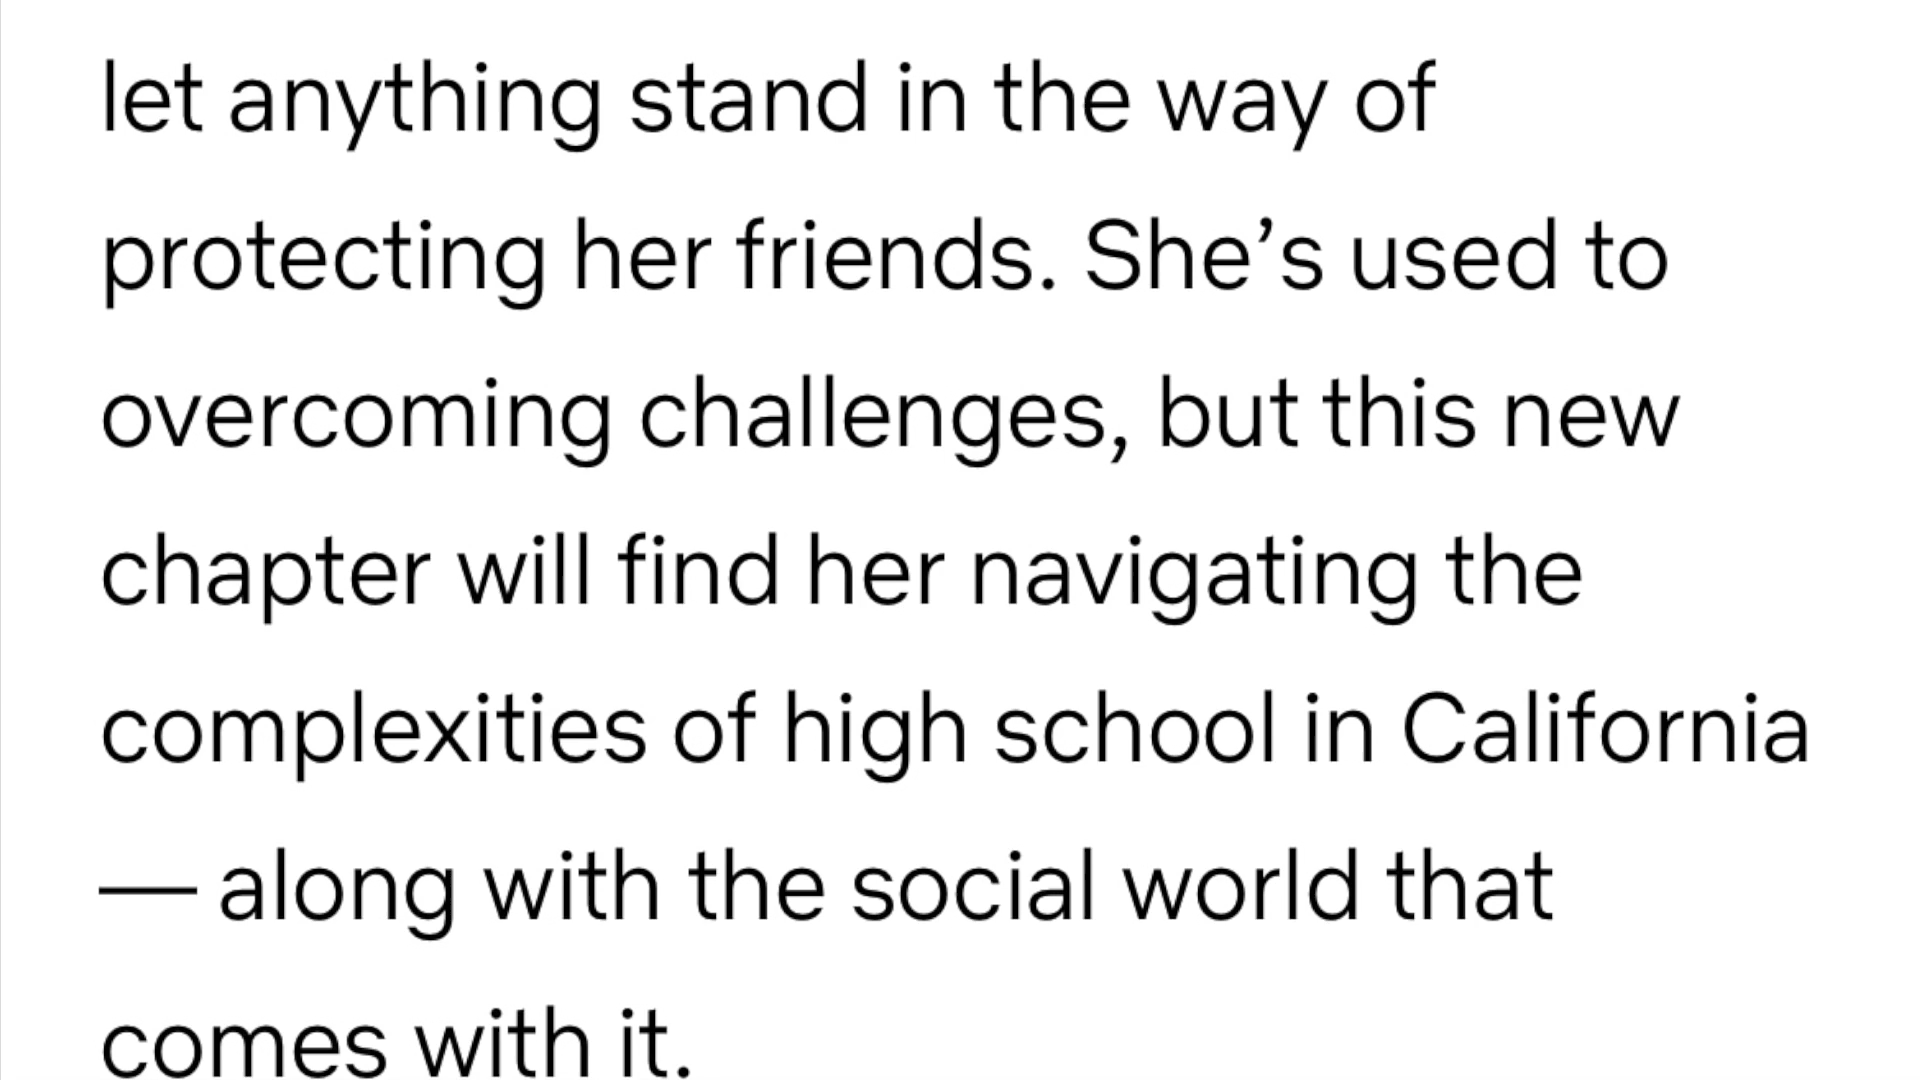 let anything stand in the way of
protecting her friends. She’s used to
overcoming challenges, but this new
chapter will find her navigating the
complexities of high school in California
— along with the social world that
comes with it.